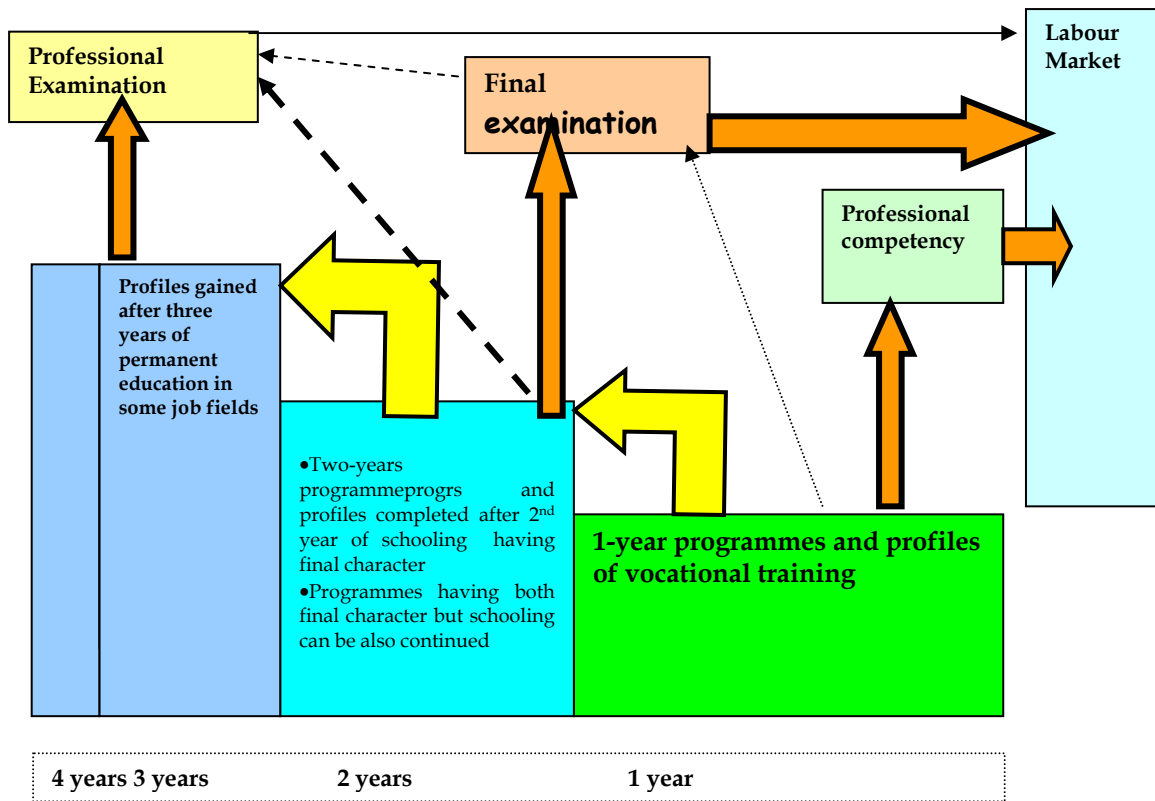 Professional
Examination
Final
examination
Labour
Market
Professional
competency
Profiles gained
after three
years of
permanent
education in
some job fields
•Two-years
programmeprogrs and
profiles completed after 2nd
year of schooling having
final character
•Programmes having both
final character but schooling
can be also continued
1-year programmes and profiles
of vocational training
4 years 3 years 2 years 1 year